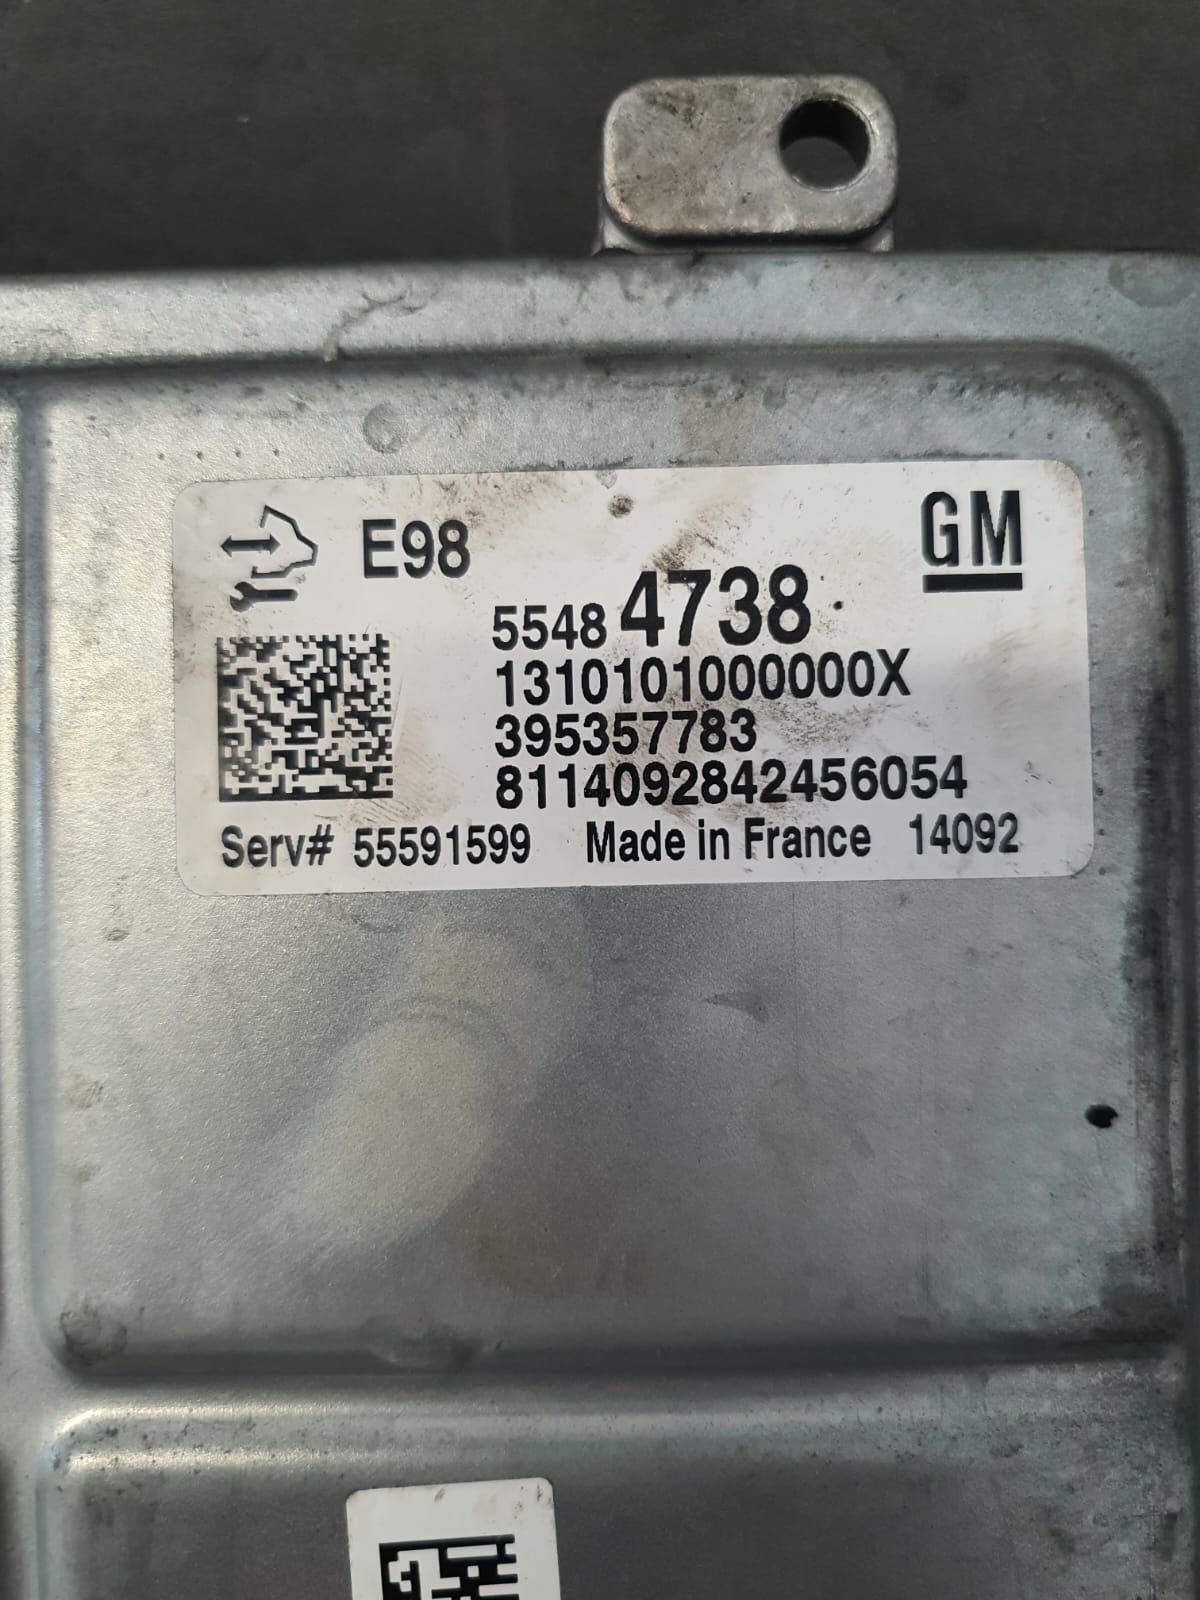 E98
GM
5548 4738
1310101000000X
395357783
8114092842456054
Serv# 55591599 Made in France 14092